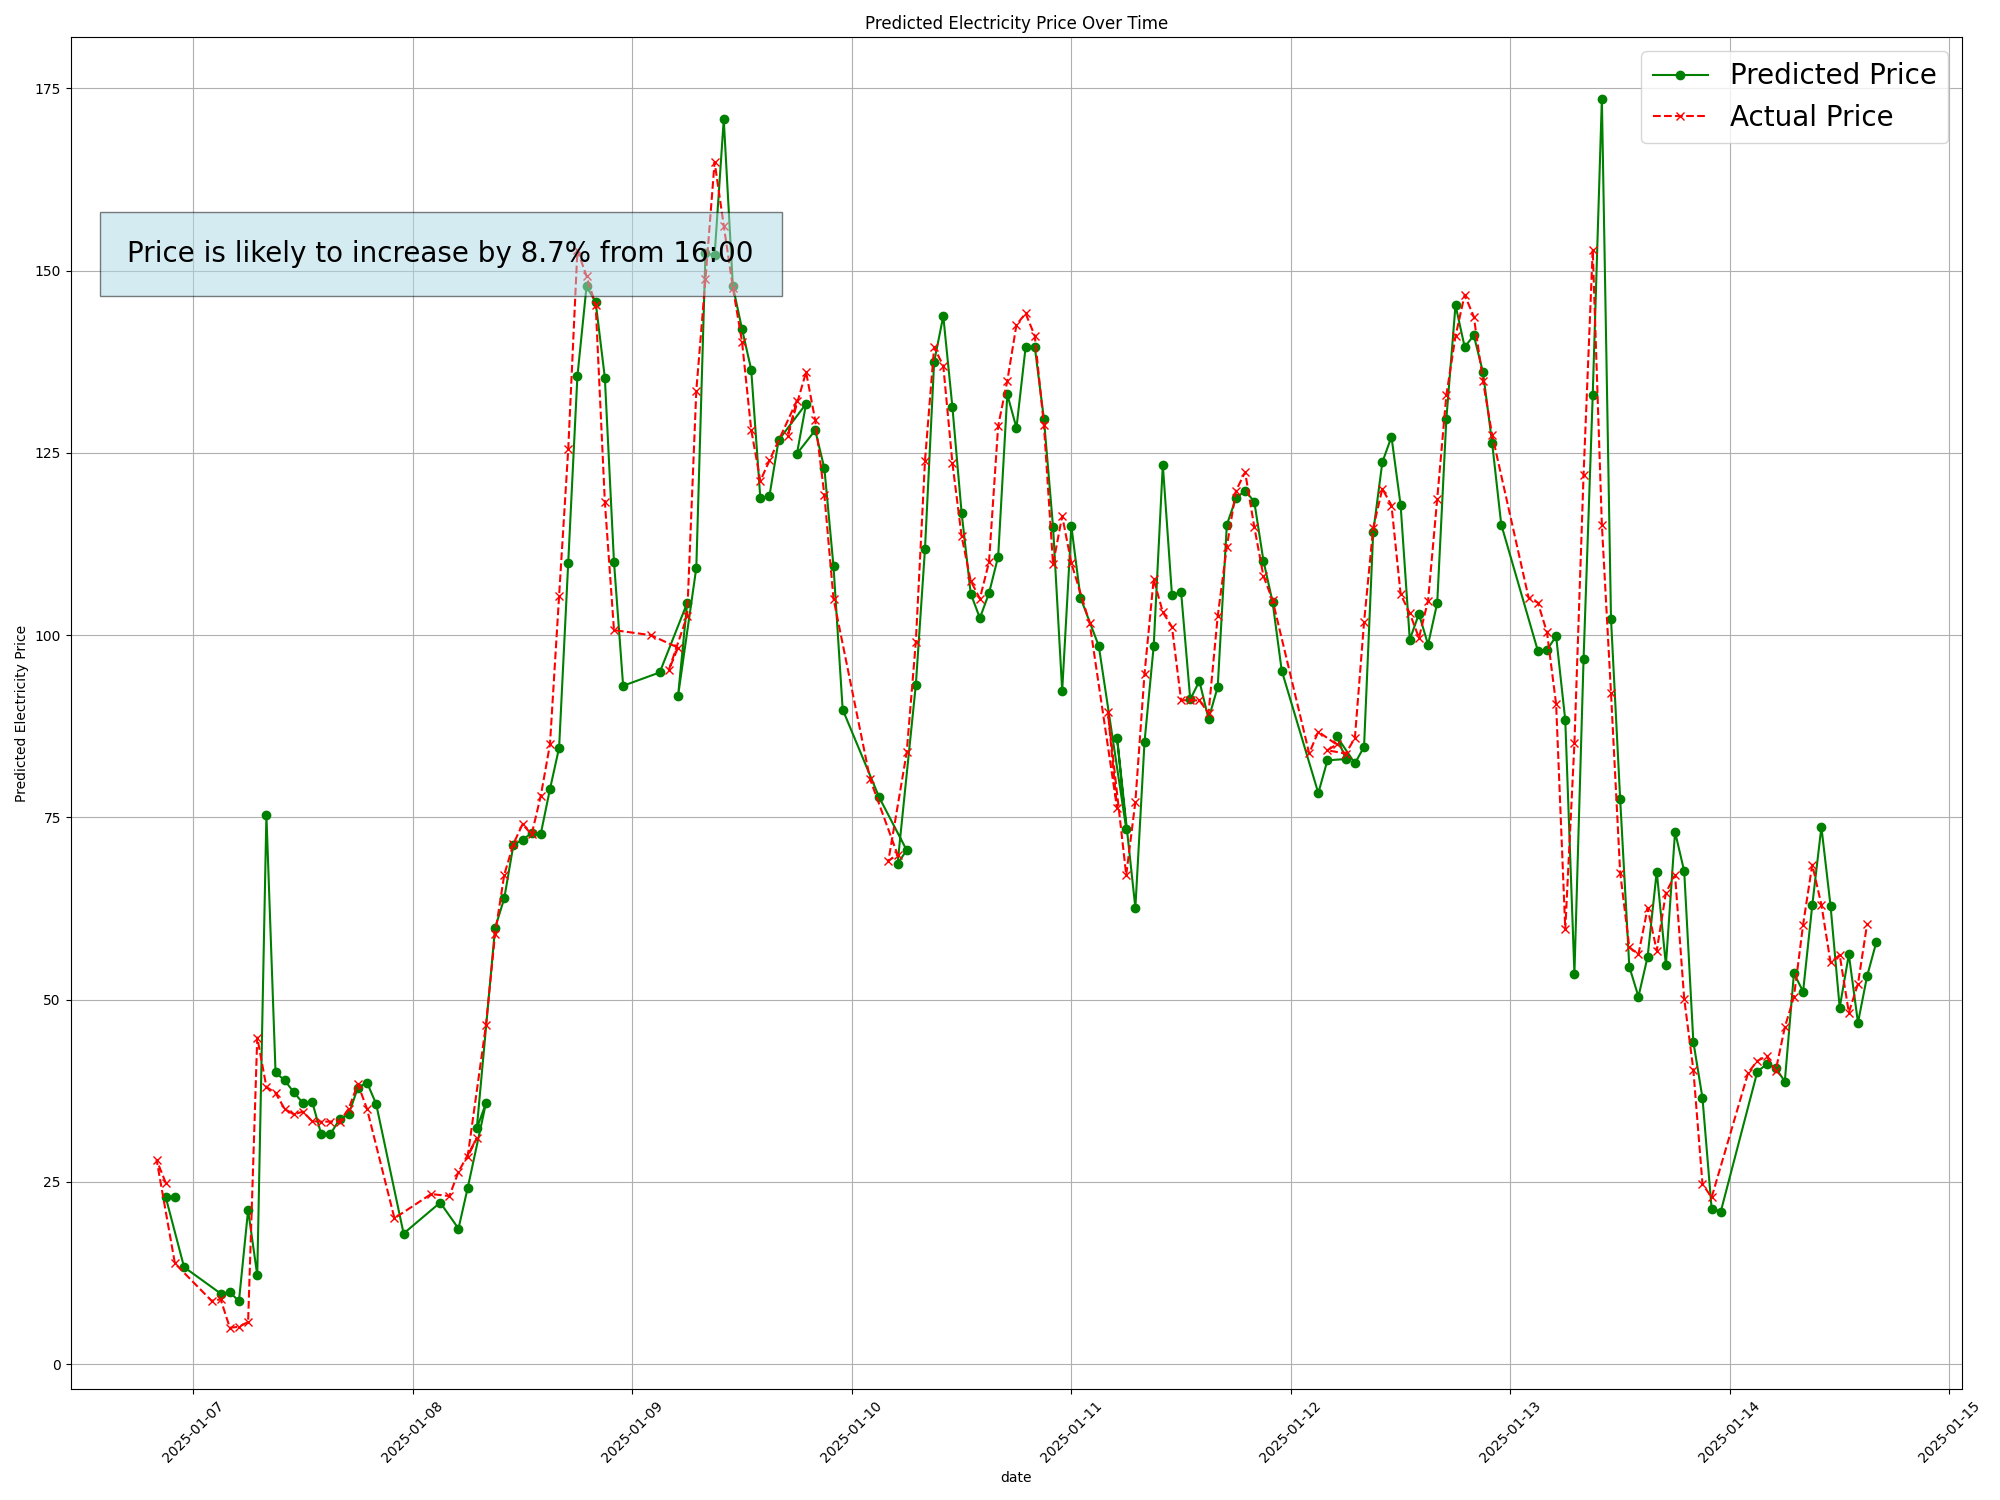 Predicted Electricity Price Over Time
Predicted Price
Actual Price
Price is likely to increase by 8.7% from 16:00
Predicted Electricity Price
175
150
125
100
75
50
25
0
2025-01-07
2025-01-08
2025-01-09
2025-01-10
2025-01-11
2025-01-12
2025-01-13
2025-01-14
2025-01-15
date